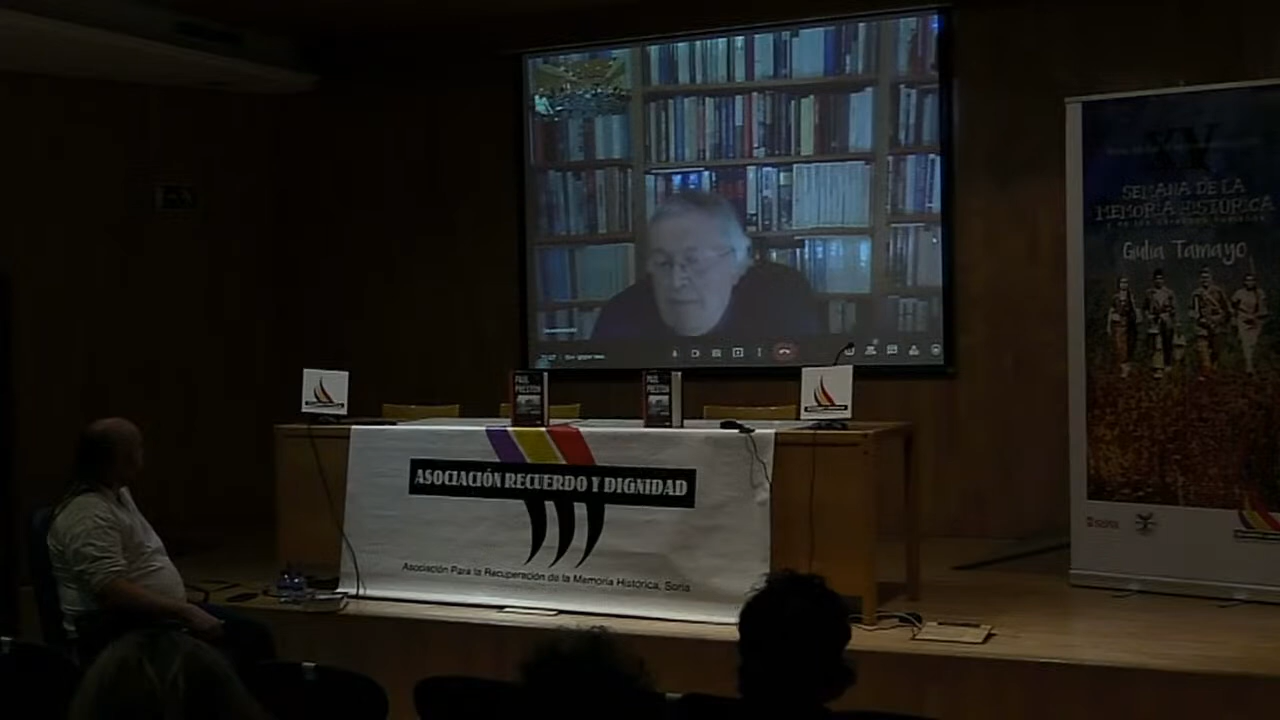 XV
SEMANA DE LA
MEMORIA HISTÓRICA
Giulia Tamayo
PAUL
PRESTON
PAUL
PRESTON
ASOCIACIÓN RECUERDO Y DIGNIDAD
Asociación Para la Recuperación de la Memoria Histórica, Soria